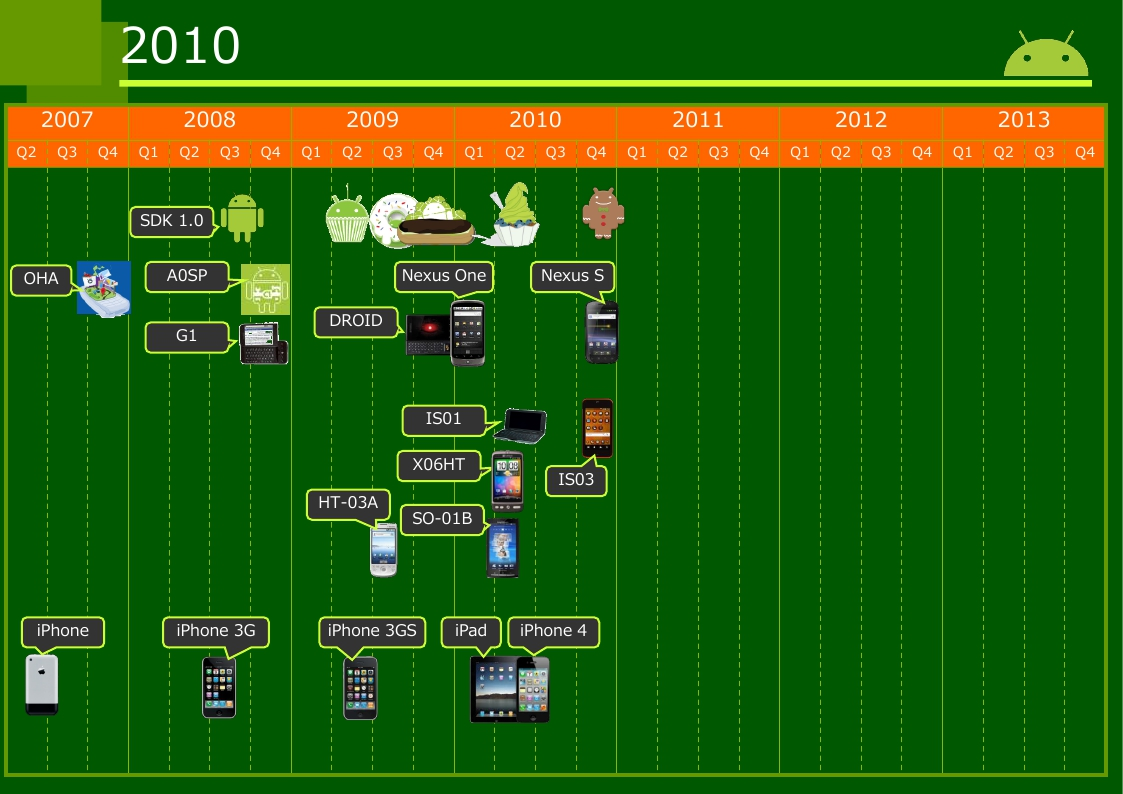 2010
2007 2008 2009 2010 2011 2012 2013
Q2 Q3 Q4 Q1 Q2 Q3 Q4 Q1 Q2 Q3 Q4 Q1 Q2 Q3 Q4 Q1 Q2 Q3 Q4 Q1 Q2 Q3 Q4 Q1 Q2 Q3 Q4
SDK 1.0
OHA
A0SP
Nexus One
Nexus S
G1
DROID
IS01
X06HT
IS03
HT-03A
SO-01B
iPhone
iPhone 3G
iPhone 3GS
iPad
iPhone 4